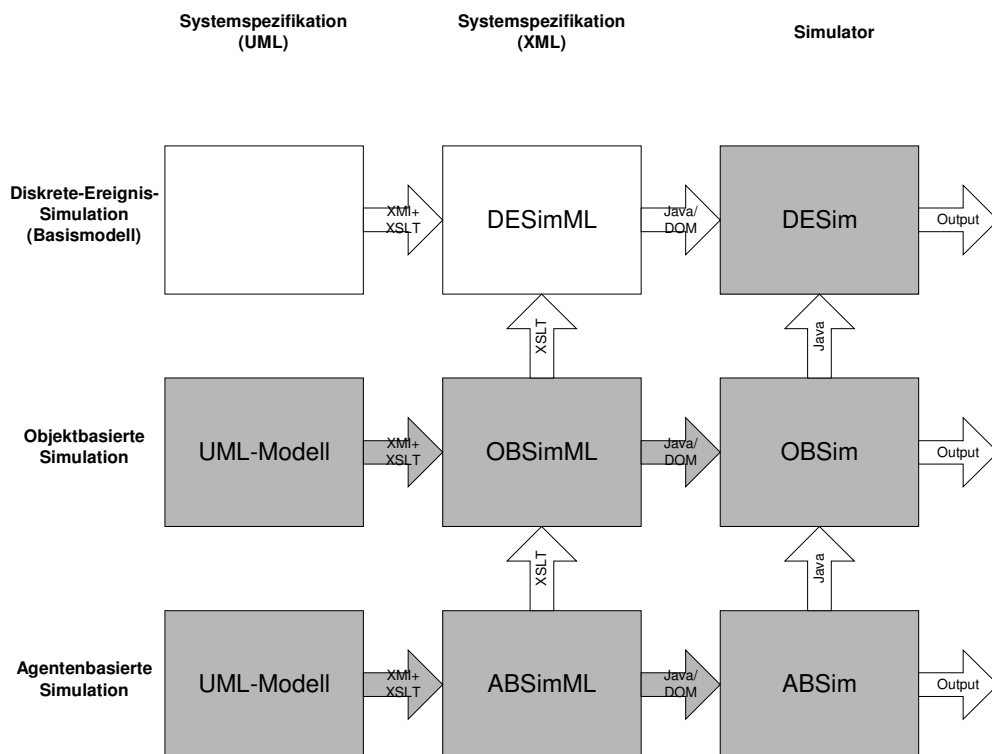 Systemspezifikation
(UML)
Systemspezifikation
(XML)
Simulator
Diskrete-Ereignis-
Simulation
(Basismodell)
XMI+
XSLT
DESimML
Java/
DOM
DESim
Output
XSLT
Java
Objektbasierte
Simulation
UML-Modell
XMI+
XSLT
OBSimML
Java/
DOM
OBSim
Output
XSLT
Java
Agentenbasierte
Simulation
UML-Modell
XMI+
XSLT
ABSimML
Java/
DOM
ABSim
Output